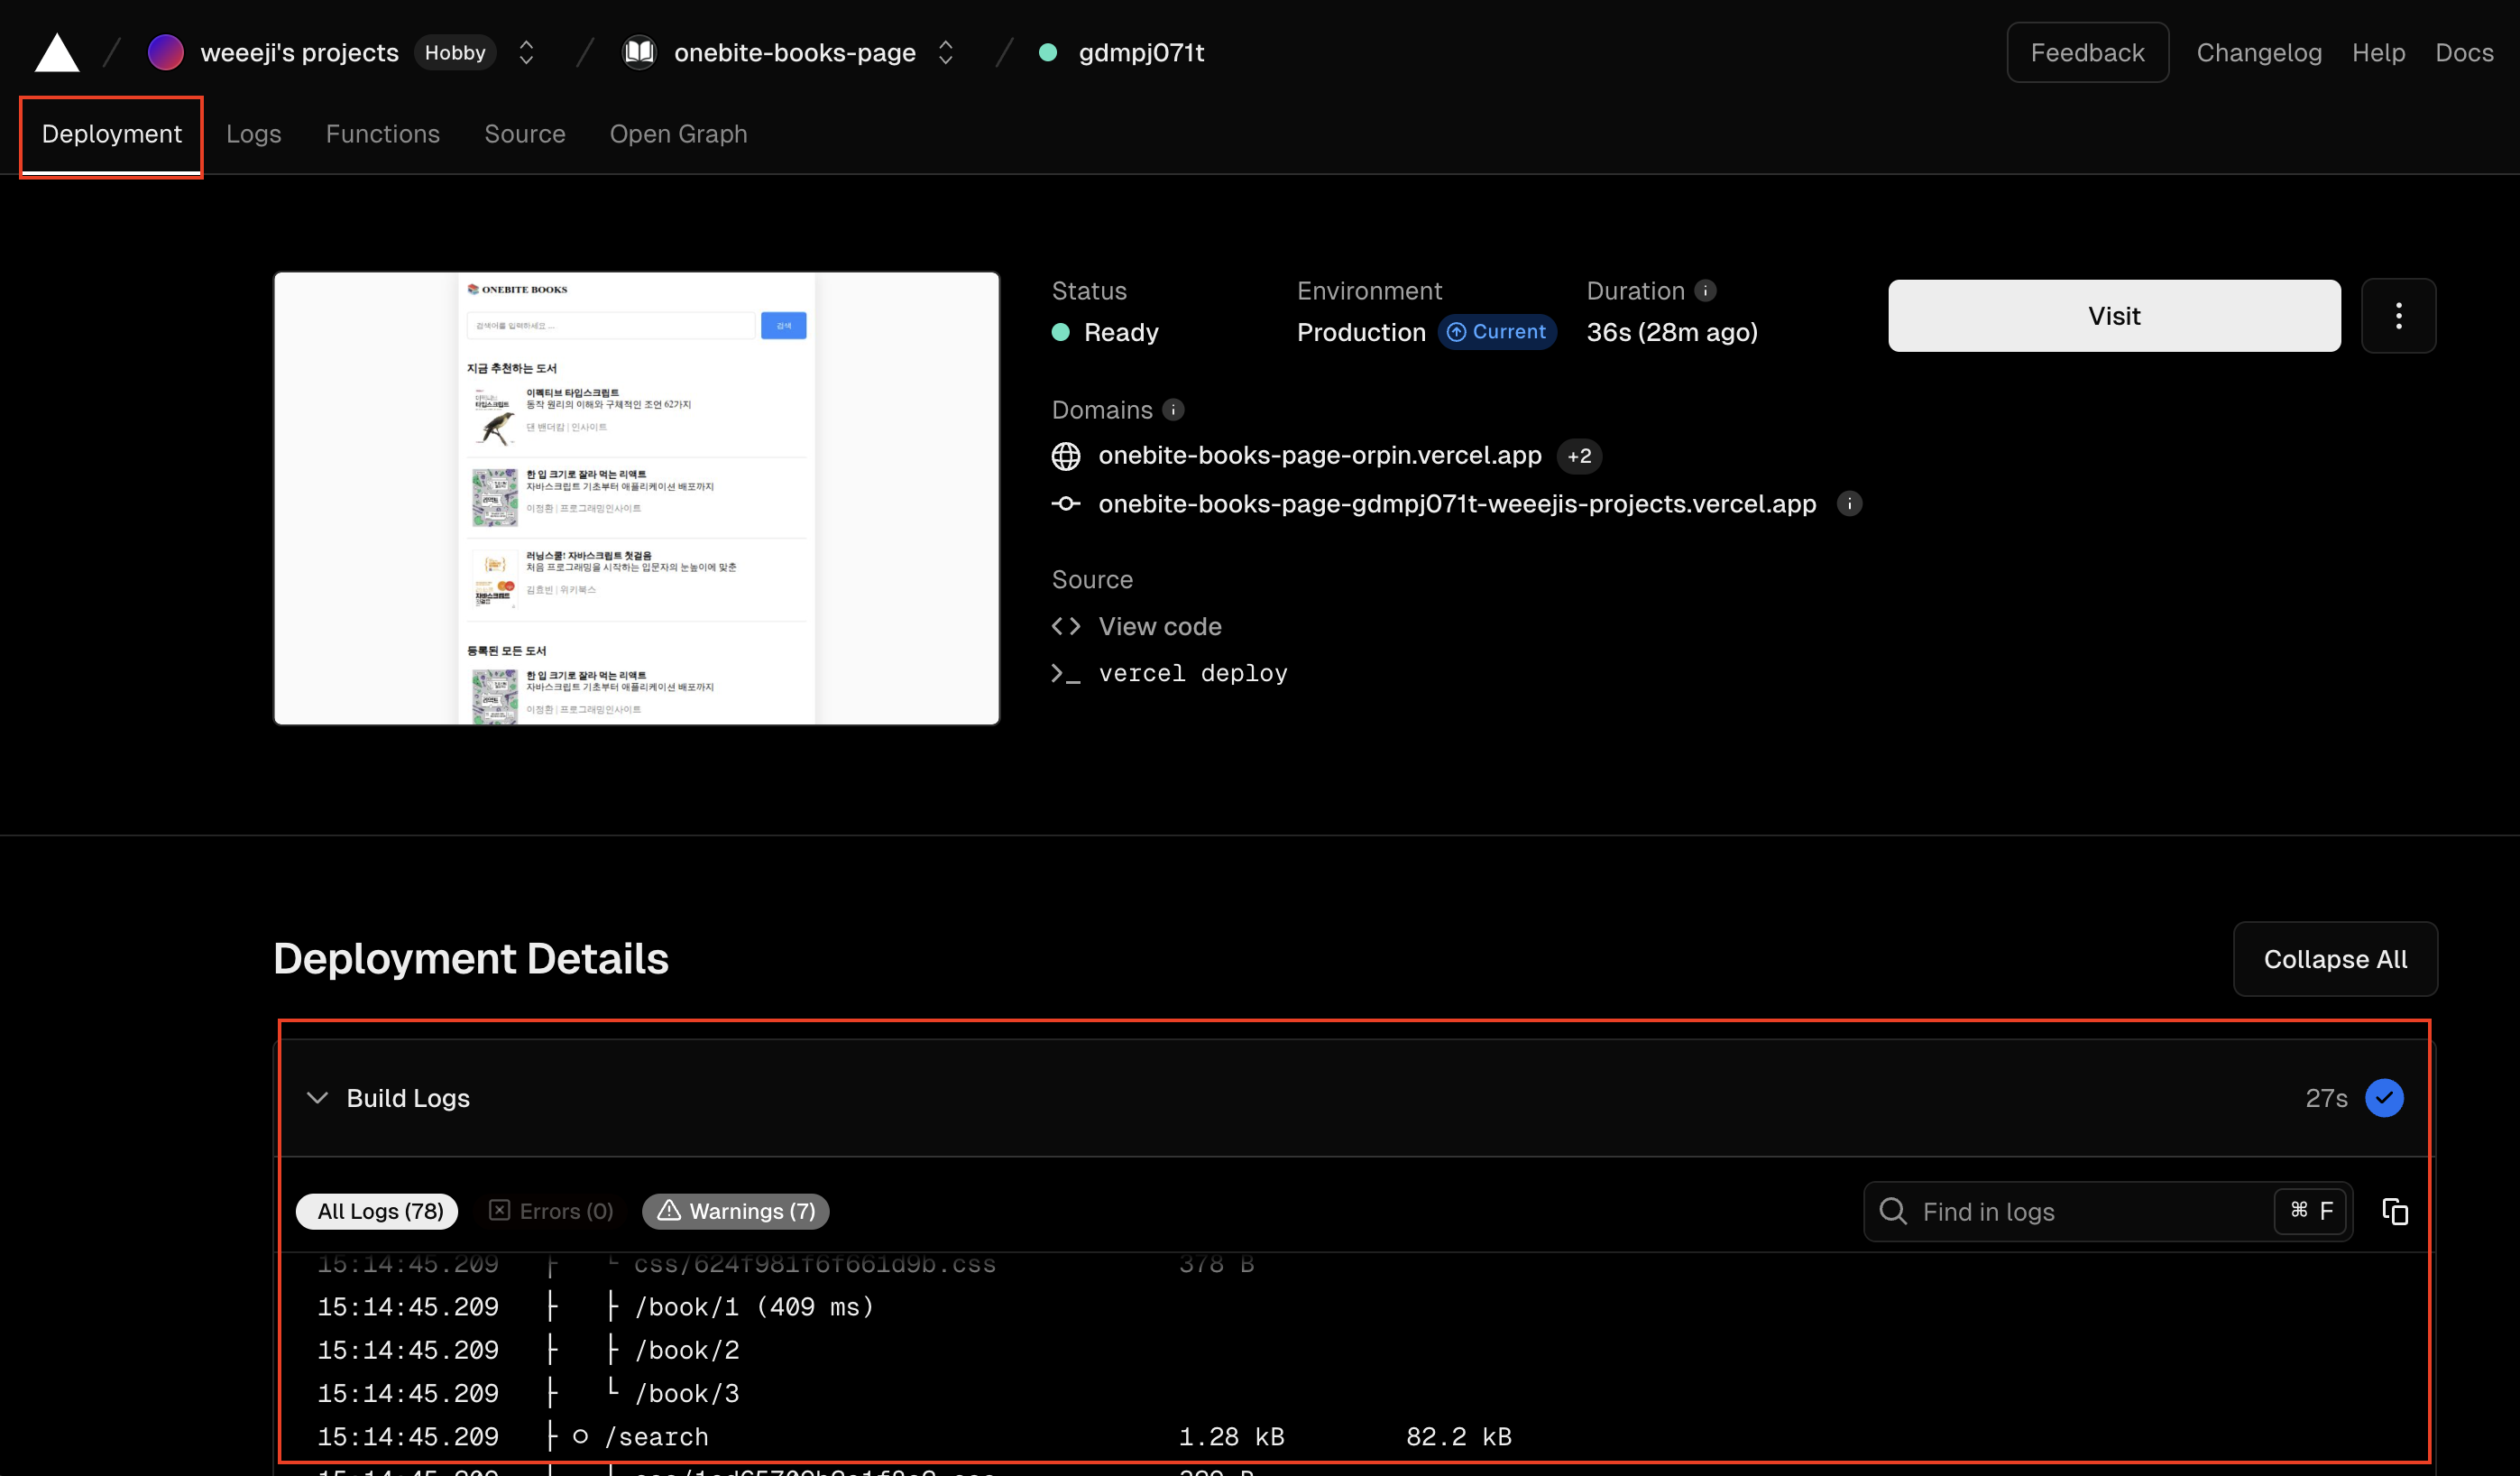 weeeji's projects Hobby onebite-books-page gdmpj071t Feedback Changelog Help Docs
Deployment Logs Functions Source Open Graph
📚 ONEBITE BOOKS
검색어를 입력하세요 ...
검색
지금 추천하는 도서
이펙티브 타입스크립트
동작 원리의 이해와 구체적인 조언 62가지
댄 밴더캄 | 인사이트
한 입 크기로 잘라 먹는 리액트
자바스크립트 기초부터 애플리케이션 배포까지
이정환 | 프로그래밍인사이트
러닝스쿨! 자바스크립트 첫걸음
처음 프로그래밍을 시작하는 입문자의 눈높이에 맞춘
김효빈 | 위키북스
등록된 모든 도서
한 입 크기로 잘라 먹는 리액트
자바스크립트 기초부터 애플리케이션 배포까지
이정환 | 프로그래밍인사이트
Status Environment Duration
Ready Production Current 36s (28m ago)
Visit
Domains
onebite-books-page-orpin.vercel.app +2
onebite-books-page-gdmpj071t-weeejis-projects.vercel.app
Source
View code
vercel deploy
Deployment Details
Collapse All
Build Logs 27s
All Logs (78) Errors (0) Warnings (7) Find in logs ⌘ F
15:14:45.209 ├ └ css/624f981f6f661d9b.css 378 B
15:14:45.209 ├ ├ /book/1 (409 ms)
15:14:45.209 ├ ├ /book/2
15:14:45.209 ├ └ /book/3
15:14:45.209 ├ ○ /search 1.28 kB 82.2 kB